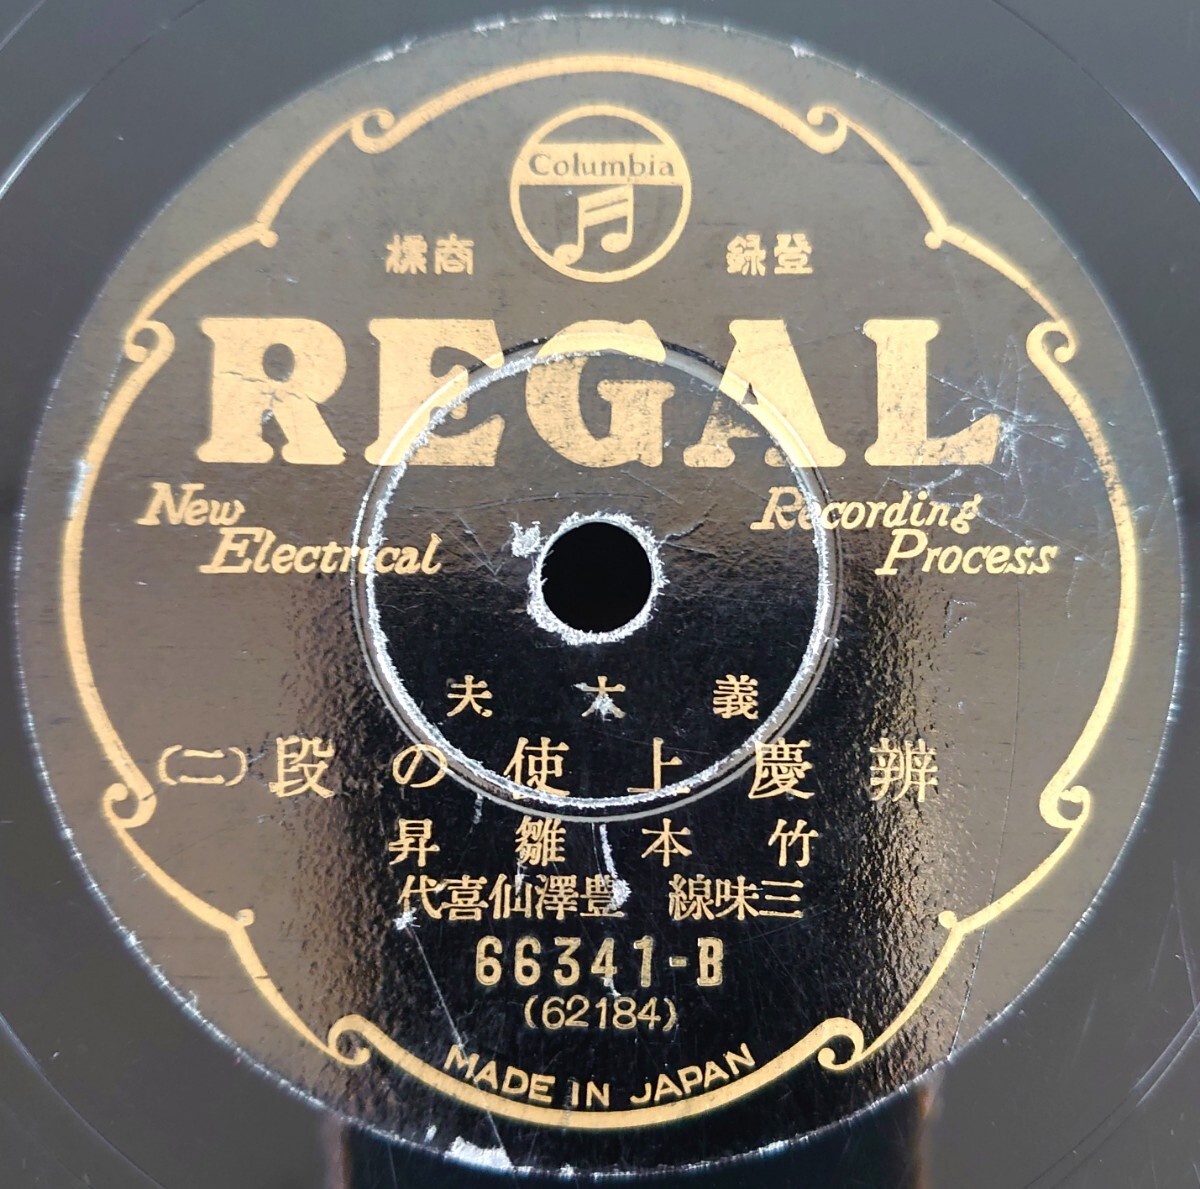 Columbia
登錄 商標
REGAL
New Electrical
Recording Process
義太夫
辨慶上使の段(二)
竹本雛昇
三味線 豊澤仙喜代
66341-B
(62184)
MADE IN JAPAN